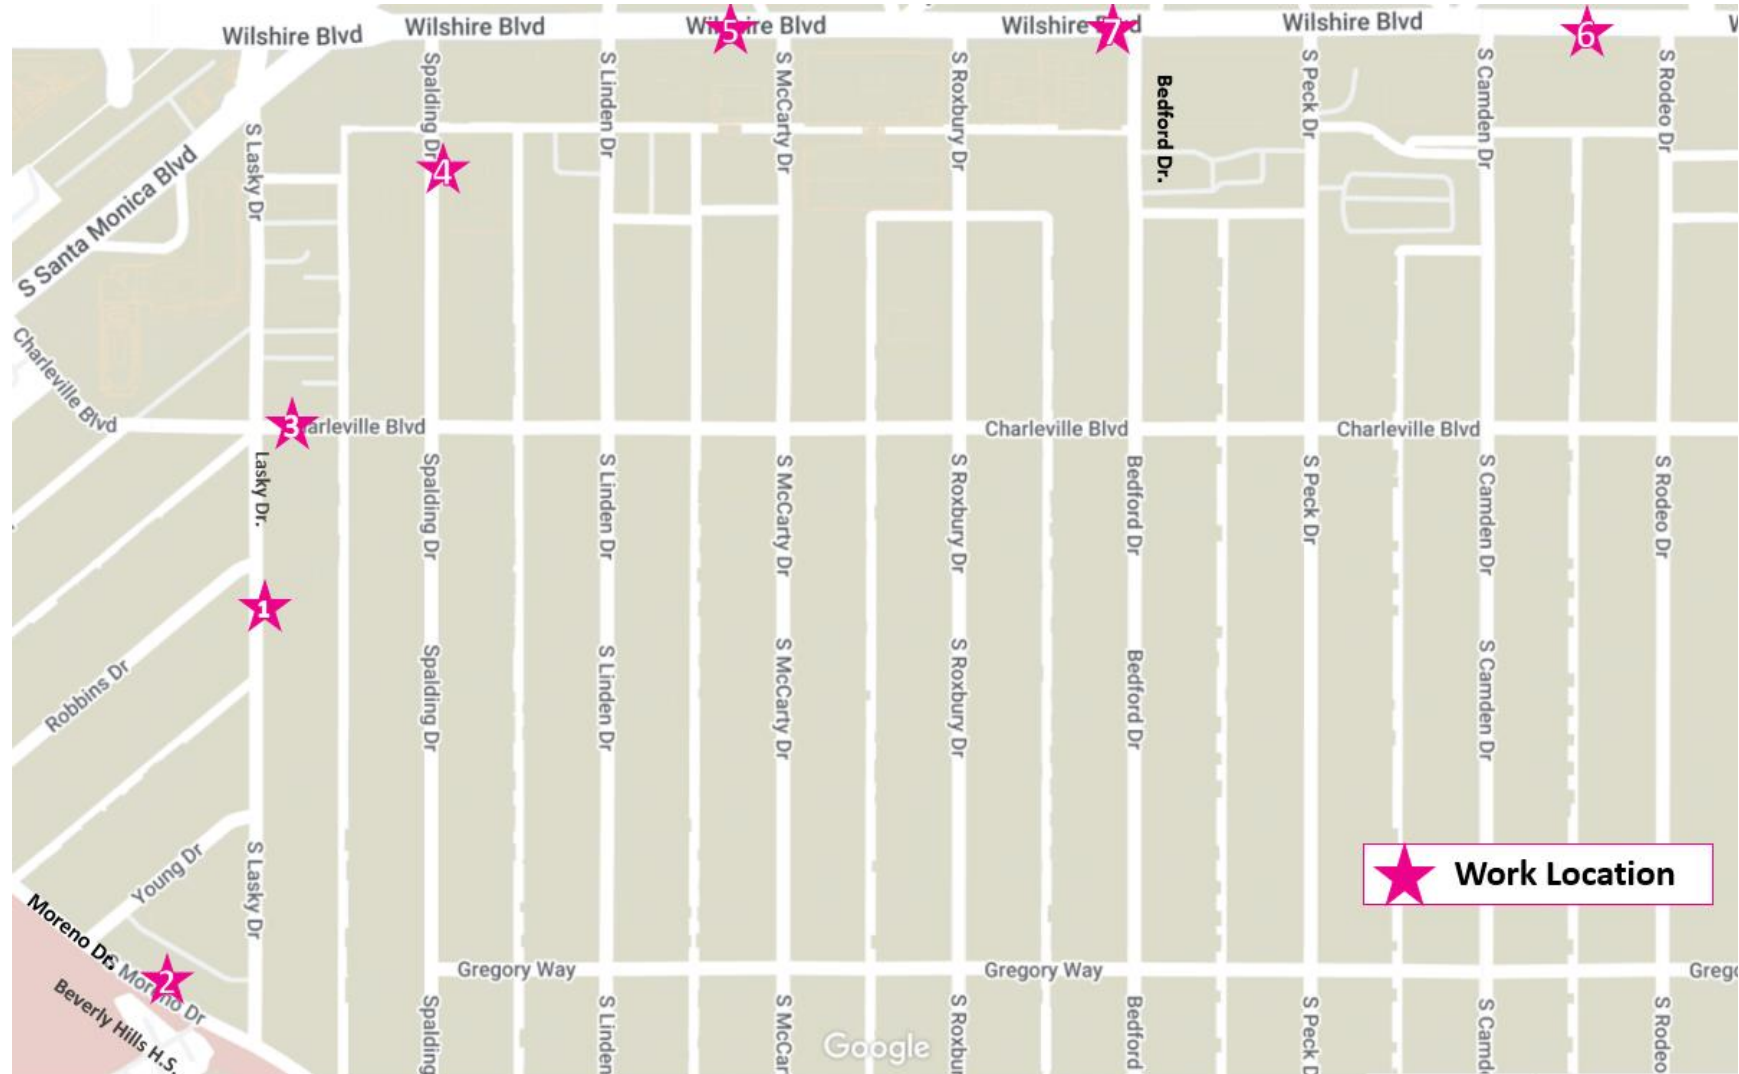 Wilshire Blvd
Wilshire Blvd
5
Wilshire Blvd
7
Wilshire Blvd
Wilshire Blvd
6
W
S Lasky Dr
Spalding Dr
S Linden Dr
S McCarty Dr
S Roxbury Dr
Bedford Dr.
S Peck Dr
S Camden Dr
S Rodeo Dr
S Santa Monica Blvd
4
Charleville Blvd
3
arleville Blvd
Charleville Blvd
Charleville Blvd
Lasky Dr.
Spalding Dr
S Linden Dr
S McCarty Dr
S Roxbury Dr
Bedford Dr
S Peck Dr
S Camden Dr
S Rodeo Dr
1
Robbins Dr
Spalding Dr
S Linden Dr
S McCarty Dr
S Roxbury Dr
Bedford Dr
S Camden Dr
Young Dr
S Lasky Dr
Work Location
Moreno Dr.
S Moreno Dr
2
Beverly Hills H.S.
Gregory Way
Gregory Way
Grego
Spalding
S Linden
S McCar
S Roxbur
Bedford
S Peck D
S Camd
S Rodeo
Google